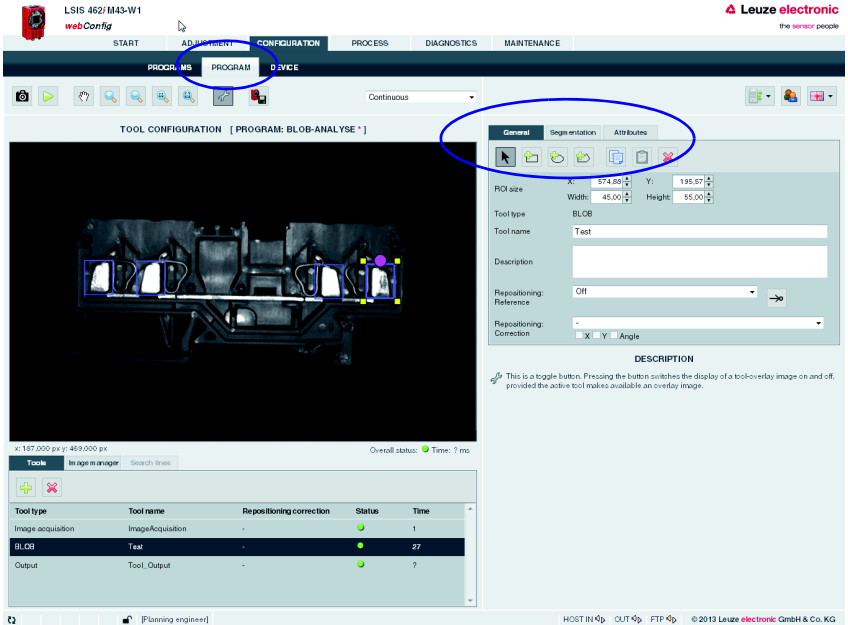 LSIS 462i/ M43-W1
webConfig
Leuze electronic
the sensor people
START ADJUSTMENT CONFIGURATION PROCESS DIAGNOSTICS MAINTENANCE
PROGRAMS PROGRAM DEVICE
Continuous
TOOL CONFIGURATION [ PROGRAM: BLOB-ANALYSE * ]
x: 187,000 px y: 459,000 px
Overall status: Time: ? ms
Tools Image manager Search lines
Tool type Tool name Repositioning correction Status Time
Image acquisition ImageAcquisition - 1
BLOB Test - 27
Output Tool_Output - ?
General Segmentation Attributes
ROI size
X: 574,88 Y: 195,57
Width: 45,00 Height: 55,00
Tool type BLOB
Tool name Test
Description
Repositioning: Reference Off
Repositioning: Correction -
X Y Angle
DESCRIPTION
This is a toggle button. Pressing the button switches the display of a tool-overlay image on and off,
provided the active tool makes available an overlay image.
[Planning engineer]
HOST IN OUT FTP © 2013 Leuze electronic GmbH & Co. KG